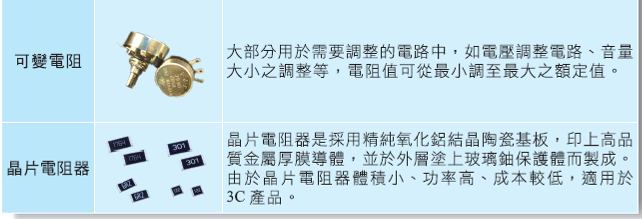 可變電阻
大部分用於需要調整的電路中，如電壓調整電路、音量
大小之調整等，電阻值可從最小調至最大之額定值。
晶片電阻器
301
301
晶片電阻器是採用精純氧化鋁結晶陶瓷基板，印上高品
質金屬厚膜導體，並於外層塗上玻璃鈾保護體而製成。
由於晶片電阻器體積小、功率高、成本較低，適用於
3C 產品。